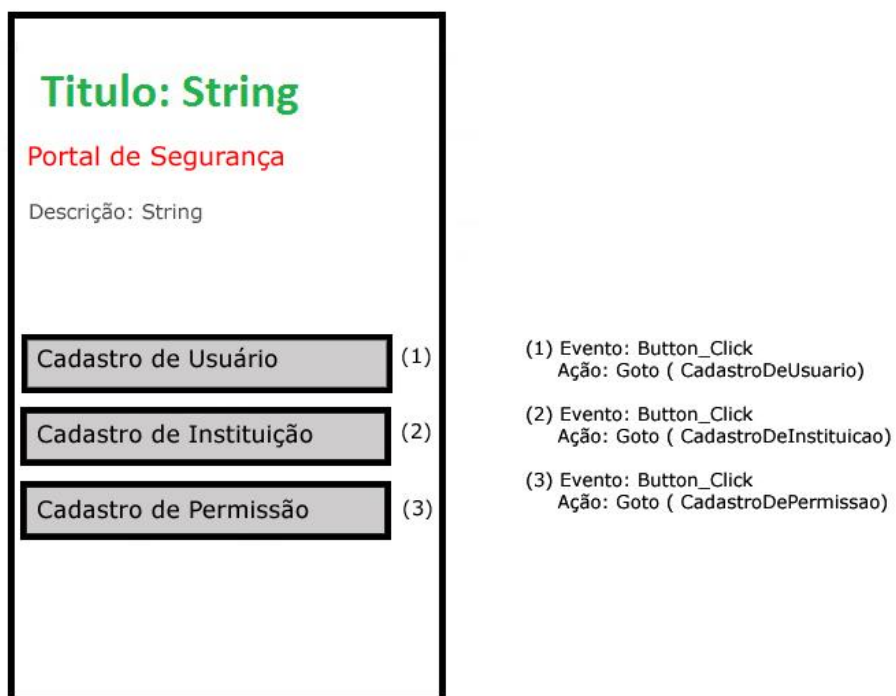 Titulo: String
Portal de Segurança
Descrição: String
Cadastro de Usuário (1)
Cadastro de Instituição (2)
Cadastro de Permissão (3)
(1) Evento: Button_Click
Ação: Goto ( CadastroDeUsuario)
(2) Evento: Button_Click
Ação: Goto ( CadastroDeInstituicao)
(3) Evento: Button_Click
Ação: Goto ( CadastroDePermissao)